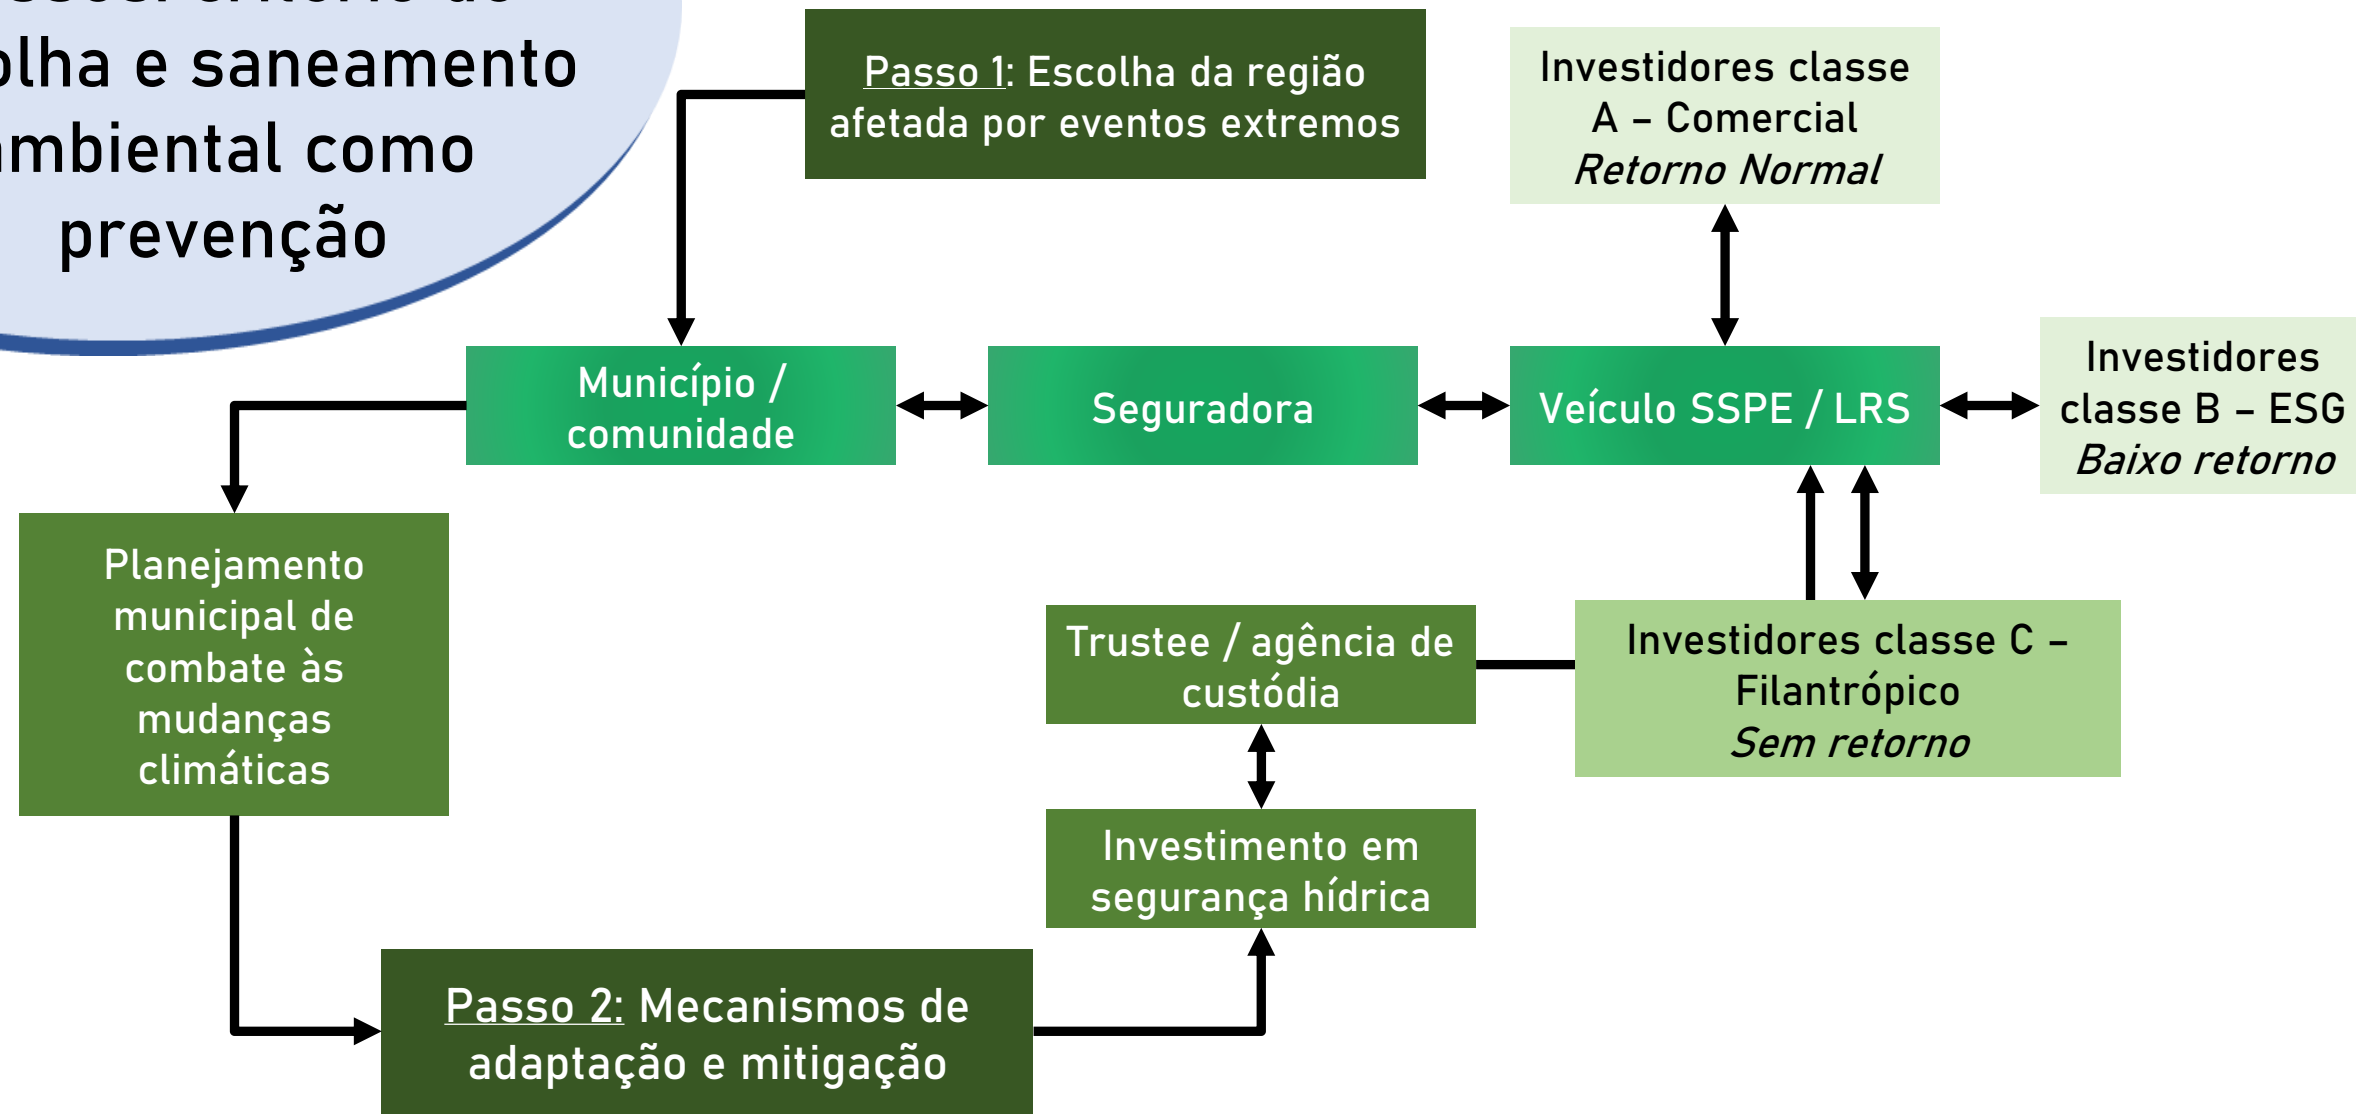 e saneamento
como
prevenção
Passo 1: Escolha da região
afetada por eventos extremos
Investidores classe
A – Comercial
Retorno Normal
Município /
comunidade
Seguradora
Veículo SSPE / LRS
Investidores
classe B – ESG
Baixo retorno
Planejamento
municipal de
combate às
mudanças
climáticas
Trustee / agência de
custódia
Investidores classe C –
Filantrópico
Sem retorno
Investimento em
segurança hídrica
Passo 2: Mecanismos de
adaptação e mitigação